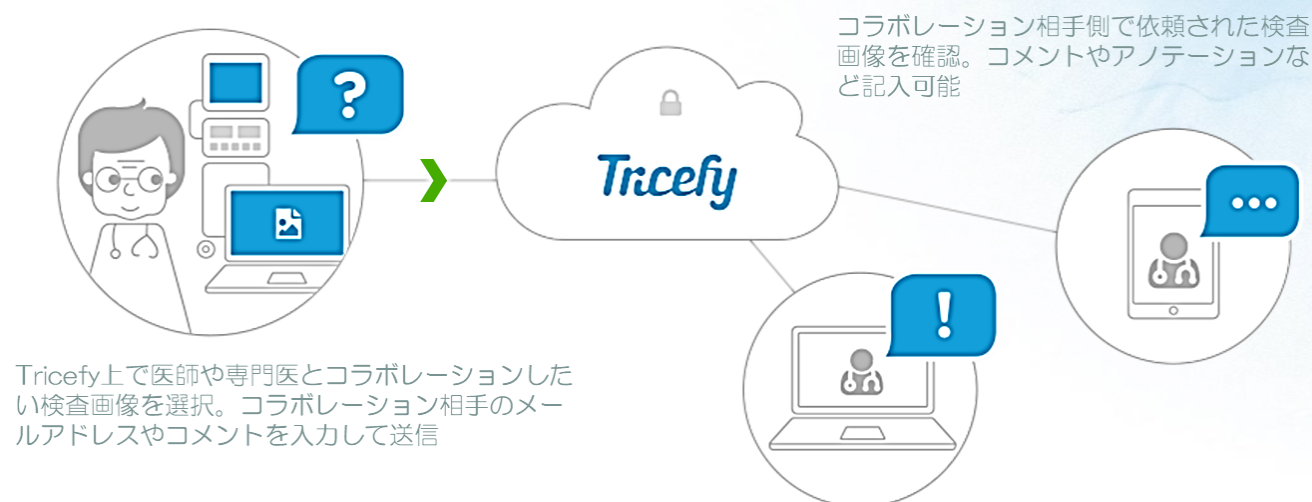 コラボレーション相手側で依頼された検査
画像を確認。コメントやアノテーションな
ど記入可能
?
Tricefy
!
Tricefy上で医師や専門医とコラボレーションした
い検査画像を選択。コラボレーション相手のメー
ルアドレスやコメントを入力して送信